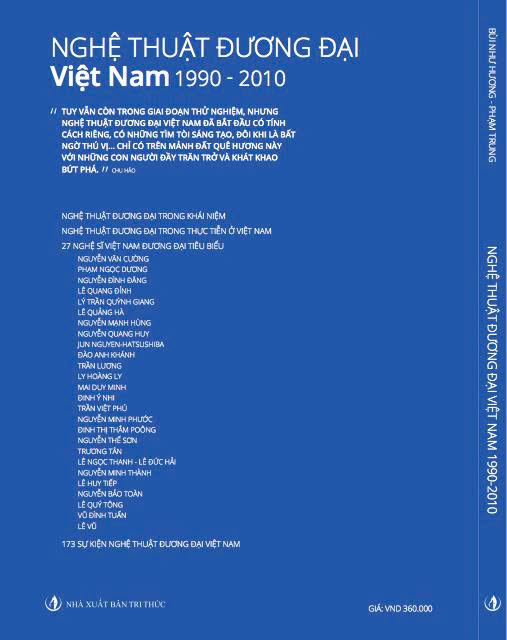 NGHỆ THUẬT ĐƯƠNG ĐẠI
Việt Nam 1990 - 2010
" TUY VẪN CÒN TRONG GIAI ĐOẠN THỬ NGHIỆM, NHƯNG
NGHỆ THUẬT ĐƯƠNG ĐẠI VIỆT NAM ĐÃ BẮT ĐẦU CÓ TÍNH
CÁCH RIÊNG, CÓ NHỮNG TÌM TÒI SÁNG TẠO, ĐÔI KHI LÀ BẤT
NGỜ THÚ VỊ... CHỈ CÓ TRÊN MẢNH ĐẤT QUÊ HƯƠNG NÀY
VỚI NHỮNG CON NGƯỜI ĐẦY TRĂN TRỞ VÀ KHÁT KHAO
BỨT PHÁ. " CHU HẢO
NGHỆ THUẬT ĐƯƠNG ĐẠI TRONG KHÁI NIỆM
NGHỆ THUẬT ĐƯƠNG ĐẠI TRONG THỰC TIỄN Ở VIỆT NAM
27 NGHỆ SĨ VIỆT NAM ĐƯƠNG ĐẠI TIÊU BIỂU
NGUYỄN VĂN CƯỜNG
PHẠM NGỌC DƯƠNG
NGUYỄN ĐÌNH ĐĂNG
LÊ QUANG ĐỈNH
LÝ TRẦN QUỲNH GIANG
LÊ QUẢNG HÀ
NGUYỄN MẠNH HÙNG
NGUYỄN QUANG HUY
JUN NGUYEN-HATSUSHIBA
ĐÀO ANH KHÁNH
TRẦN LƯƠNG
LY HOÀNG LY
MAI DUY MINH
ĐINH Ý NHI
TRẦN VIỆT PHÚ
NGUYỄN MINH PHƯỚC
ĐINH THỊ THẮM POÔNG
NGUYỄN THẾ SƠN
TRƯƠNG TÂN
LÊ NGỌC THANH - LÊ ĐỨC HẢI
NGUYỄN MINH THÀNH
LÊ HUY TIẾP
NGUYỄN BẢO TOÀN
LÊ QUÝ TÔNG
VŨ ĐÌNH TUẤN
LÊ VŨ
173 SỰ KIỆN NGHỆ THUẬT ĐƯƠNG ĐẠI VIỆT NAM
NHÀ XUẤT BẢN TRI THỨC
GIÁ: VND 360.000
BÙI NHƯ HƯƠNG - PHẠM TRUNG
NGHỆ THUẬT ĐƯƠNG ĐẠI VIỆT NAM 1990-2010